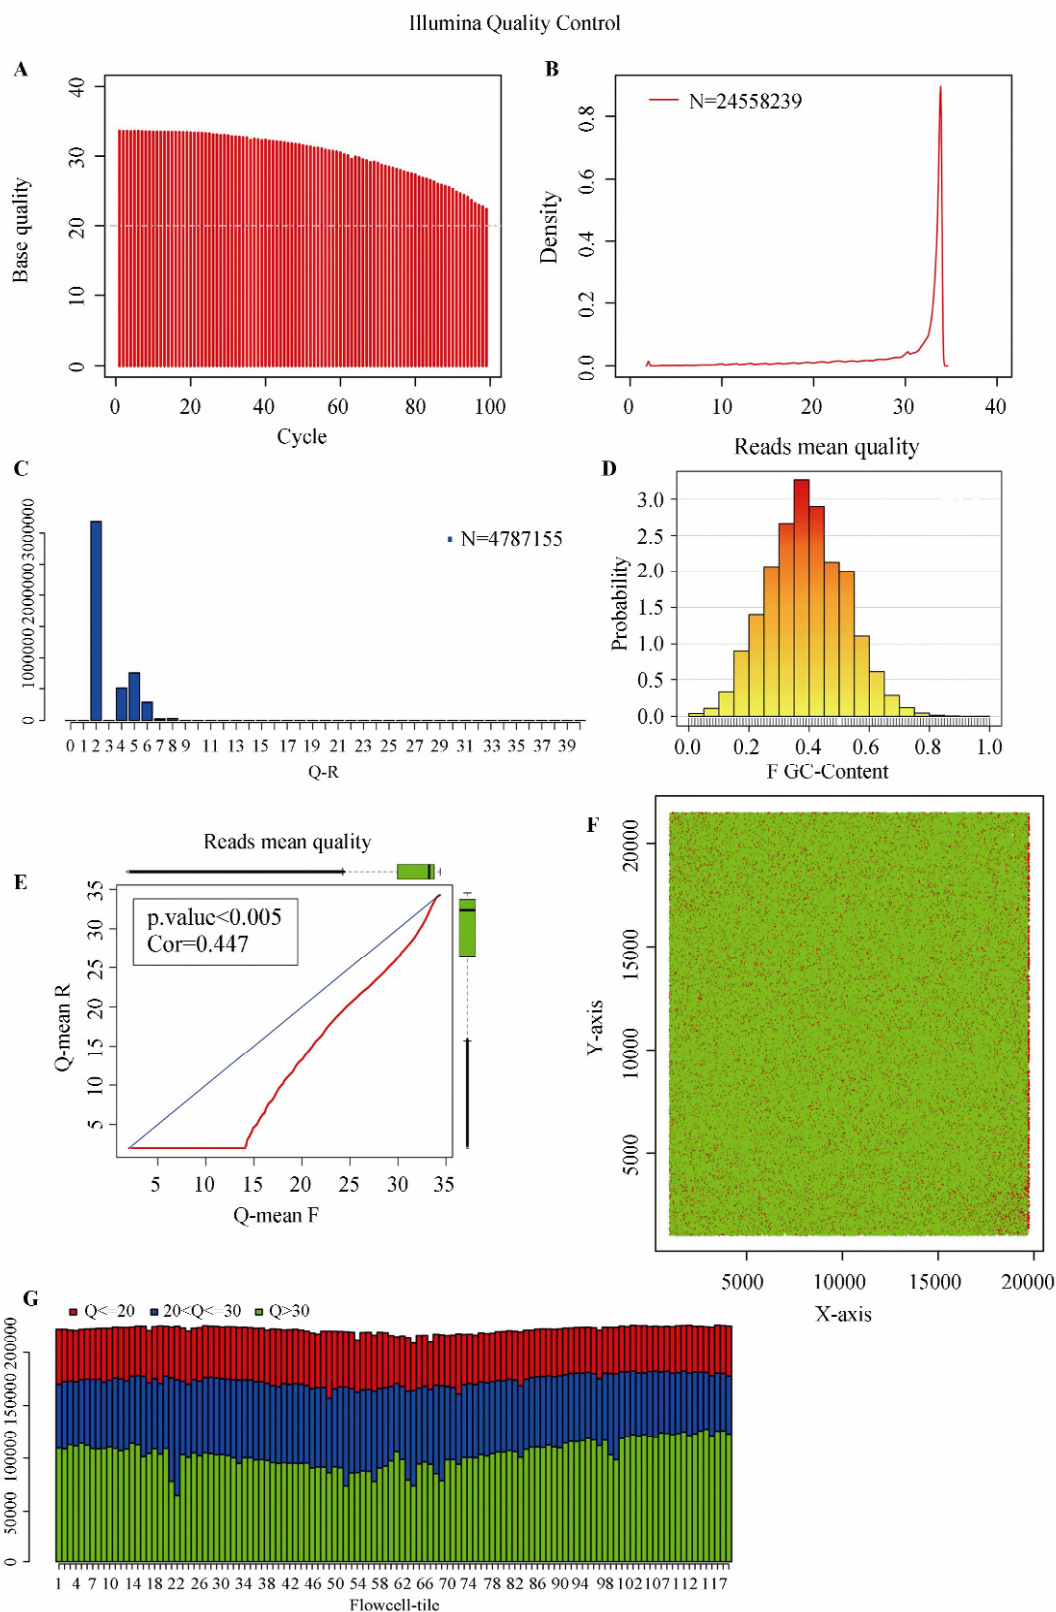 Illumina Quality Control
A
40
30
20
10
0
Base quality
0 20 40 60 80 100
Cycle
B
N=24558239
0.8
0.6
0.4
0.2
0.0
Density
0 10 20 30 40
Reads mean quality
C
N=4787155
3000000
2000000
1000000
0
0 1 2 3 4 5 6 7 8 9 11 13 15 17 19 21 23 25 27 29 31 33 35 37 39
Q-R
D
3.0
2.5
2.0
1.5
1.0
0.5
0.0
Probability
0.0 0.2 0.4 0.6 0.8 1.0
F GC-Content
Reads mean quality
E
p.valuc<0.005
Cor=0.447
35
30
25
20
15
10
5
Q-mean R
5 10 15 20 25 30 35
Q-mean F
F
20000
15000
10000
5000
Y-axis
5000 10000 15000 20000
X-axis
G
Q<=20 20<Q<=30 Q>30
200000
150000
100000
50000
0
1 4 7 10 14 18 22 26 30 34 38 42 46 50 54 58 62 66 70 74 78 82 86 90 94 98 102 107 112 117
Flowcell-tile